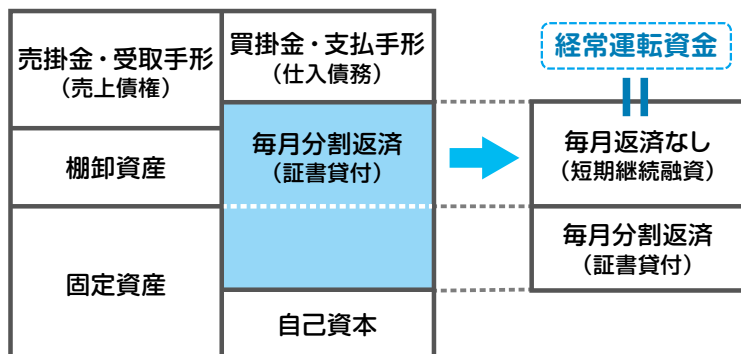 売掛金・受取手形
（売上債権）
棚卸資産
固定資産
買掛金・支払手形
（仕入債務）
毎月分割返済
（証書貸付）
自己資本
経常運転資金
毎月返済なし
（短期継続融資）
毎月分割返済
（証書貸付）